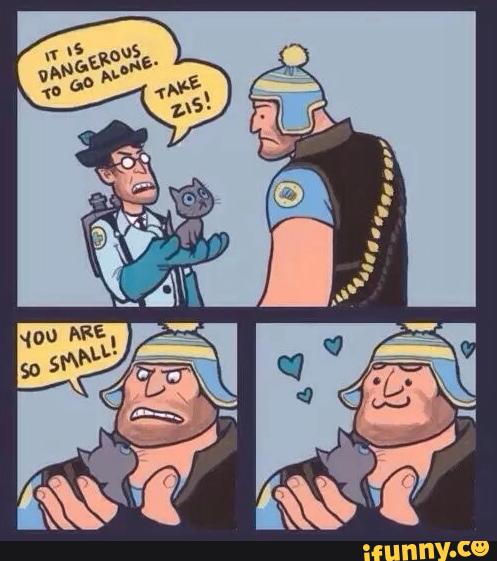 IT IS
DANGEROUS
TO GO ALONE.
TAKE
ZIS!
YOU ARE
SO SMALL!
ifunny.co